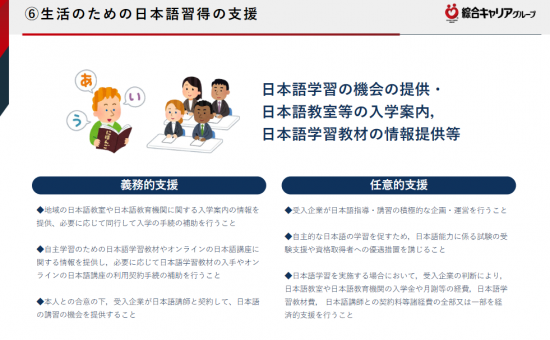 ⑥生活のための日本語習得の支援
綜合キャリアグループ
あ
い
う
にほんご
日本語学習の機会の提供・
日本語教室等の入学案内,
日本語学習教材の情報提供等
義務的支援
◆地域の日本語教室や日本語教育機関に関する入学案内の情報を
提供、必要に応じて同行して入学の手続の補助を行うこと
◆自主学習のための日本語学習教材やオンラインの日本語講座に
関する情報を提供し、必要に応じて日本語学習教材の入手やオン
ラインの日本語講座の利用契約手続の補助を行うこと
◆本人との合意の下、受入企業が日本語講師と契約して、日本語
の講習の機会を提供すること
任意的支援
◆受入企業が日本語指導・講習の積極的な企画・運営を行うこと
◆自主的な日本語の学習を促すため、日本語能力に係る試験の受
験支援や資格取得者への優遇措置を講じること
◆日本語学習を実施する場合において，受入企業の判断により，
日本語教室や日本語教育機関の入学金や月謝等の経費，日本語学
習教材費， 日本語講師との契約料等諸経費の全部又は一部を経
済的支援を行うこと